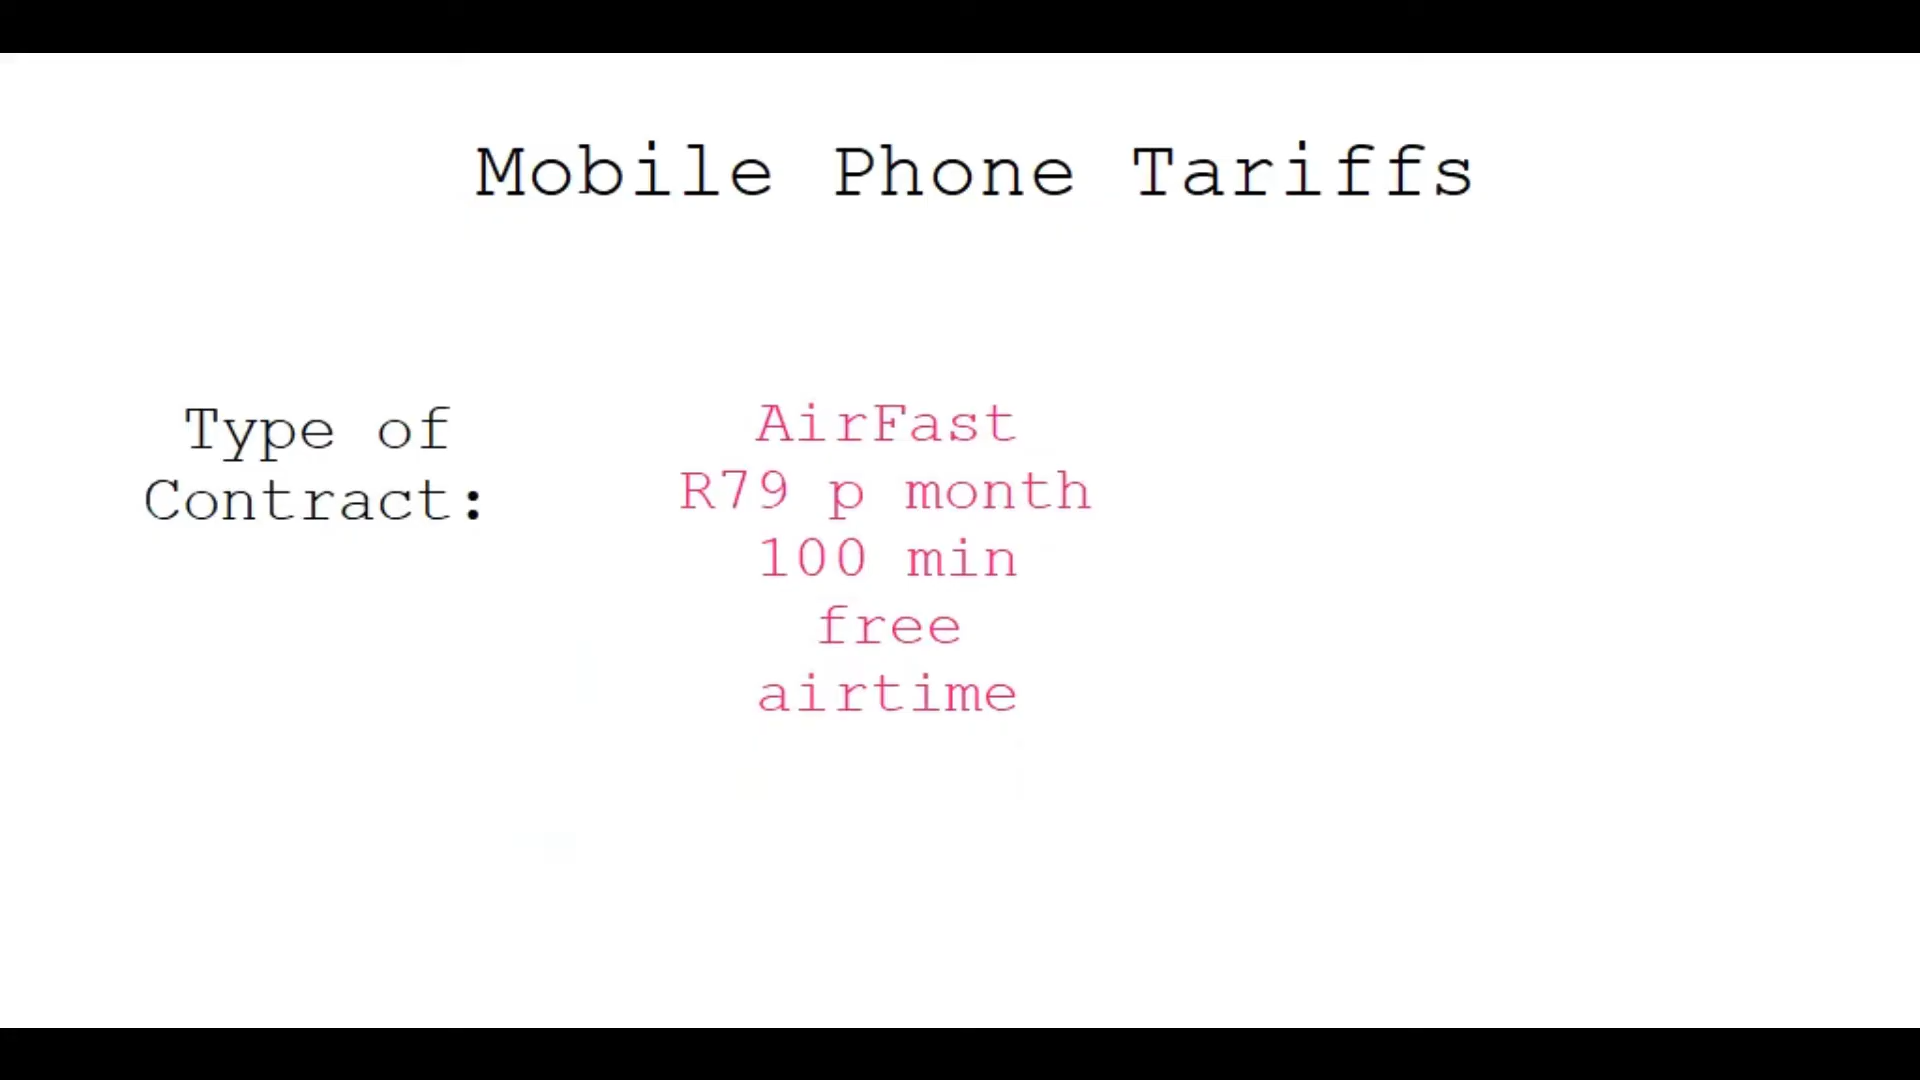 Mobile Phone Tariffs
Type of
Contract:
AirFast
R79 p month
100 min
free
airtime